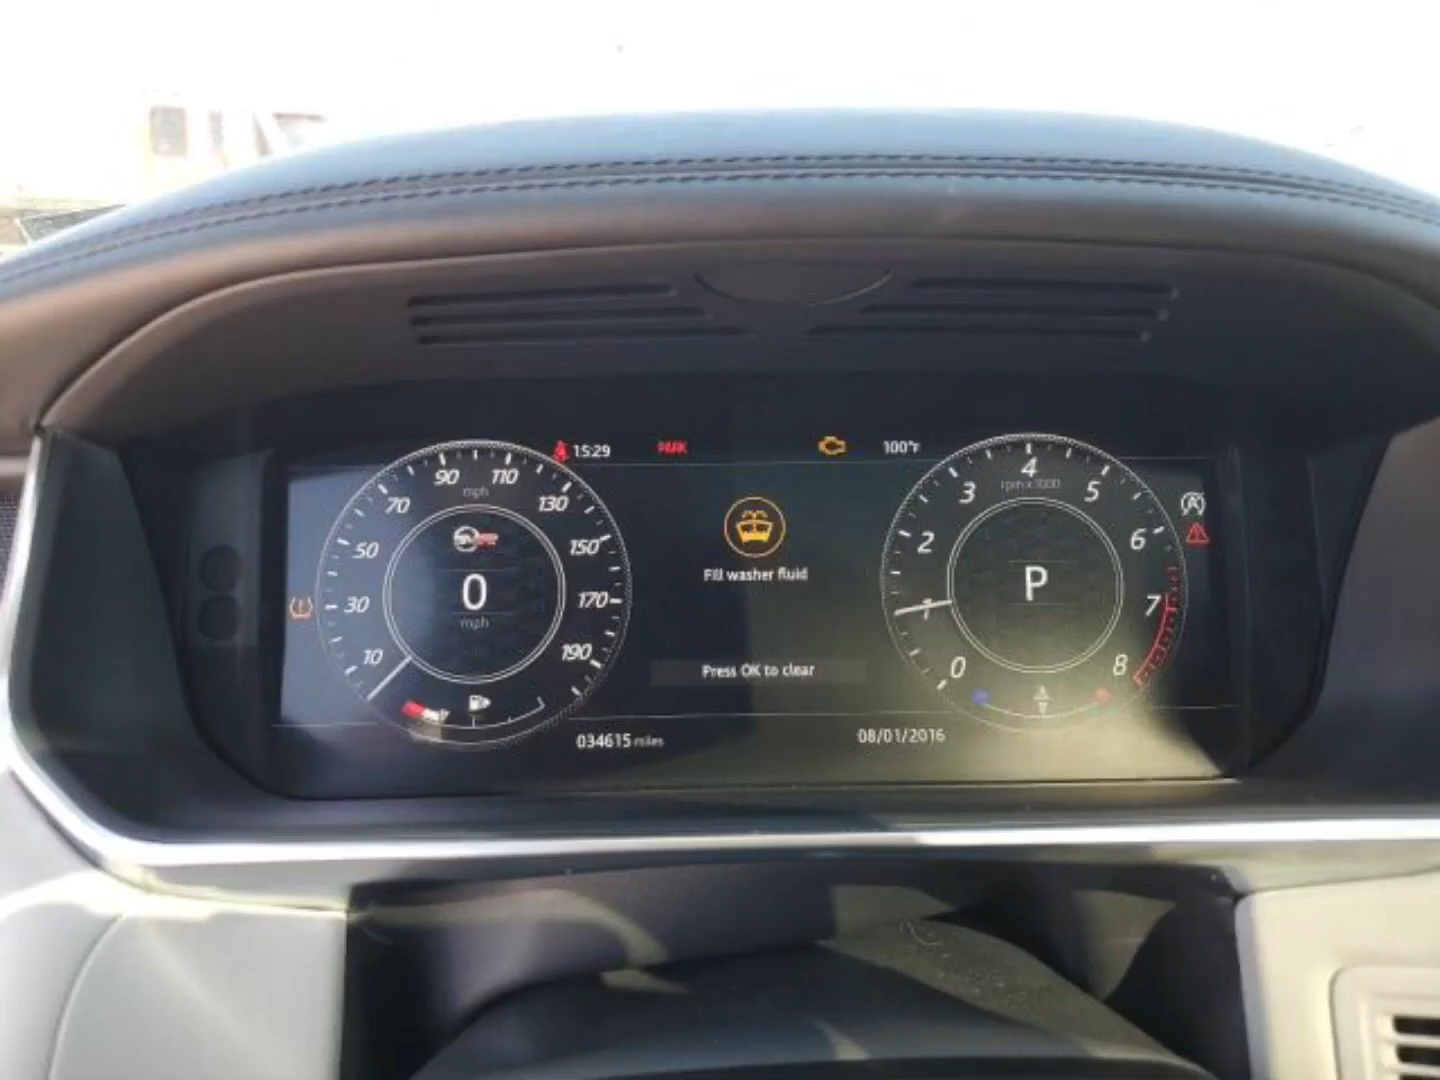 15:29
PARK
100°F
90
110
mph
70
130
50
150
30
170
10
190
0
mph
Fill washer fluid
Press OK to clear
4
rpm x 1000
3
5
2
6
1
7
0
8
P
034615 miles
08/01/2016